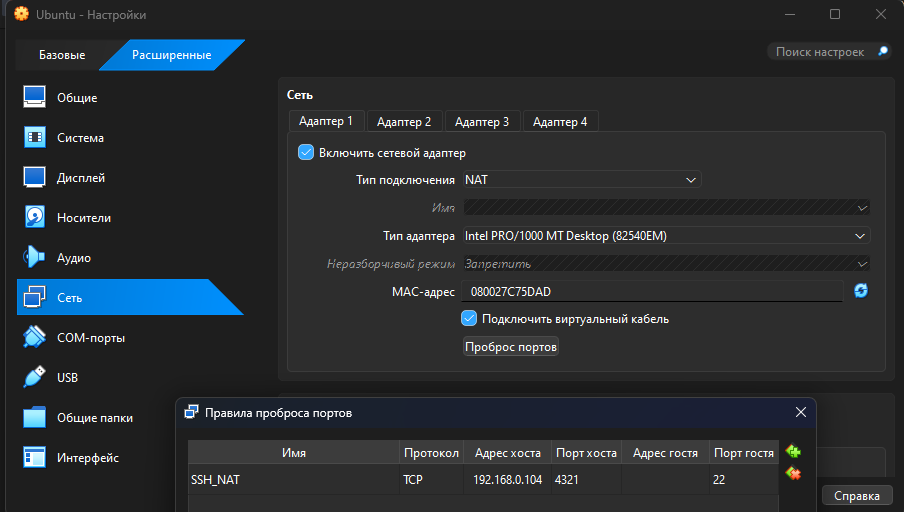 Ubuntu - Настройки
Базовые
Расширенные
Поиск настроек
Общие
Система
Дисплей
Носители
Аудио
Сеть
COM-порты
USB
Общие папки
Интерфейс
Сеть
Адаптер 1 Адаптер 2 Адаптер 3 Адаптер 4
Включить сетевой адаптер
Тип подключения NAT
Имя
Тип адаптера Intel PRO/1000 MT Desktop (82540EM)
Неразборчивый режим Запретить
MAC-адрес 080027C75DAD
Подключить виртуальный кабель
Проброс портов
Правила проброса портов
Имя Протокол Адрес хоста Порт хоста Адрес гостя Порт гостя
SSH_NAT TCP 192.168.0.104 4321 22
Справка